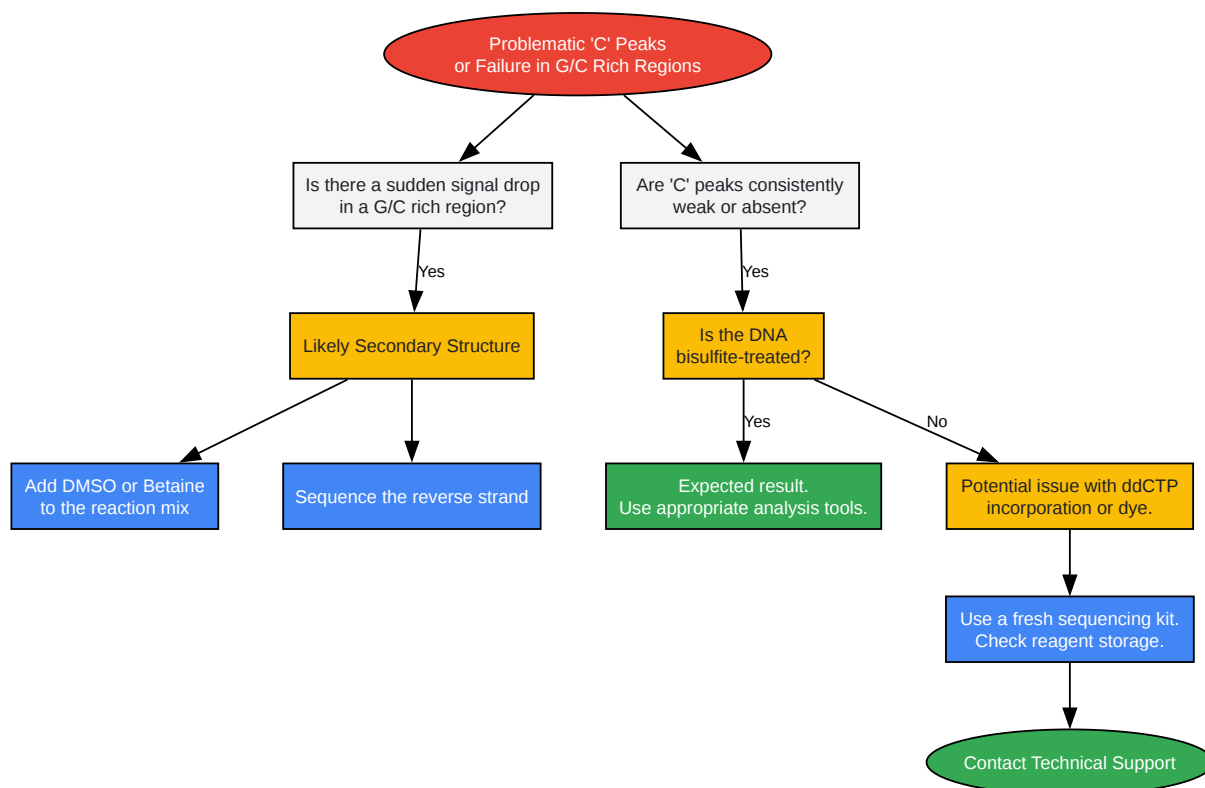 Problematic 'C' Peaks
or Failure in G/C Rich Regions
Is there a sudden signal drop
in a G/C rich region?
Are 'C' peaks consistently
weak or absent?
Yes
Yes
Likely Secondary Structure
Is the DNA
bisulfite-treated?
Yes
No
Add DMSO or Betaine
to the reaction mix
Sequence the reverse strand
Expected result.
Use appropriate analysis tools.
Potential issue with ddCTP
incorporation or dye.
Use a fresh sequencing kit.
Check reagent storage.
Contact Technical Support